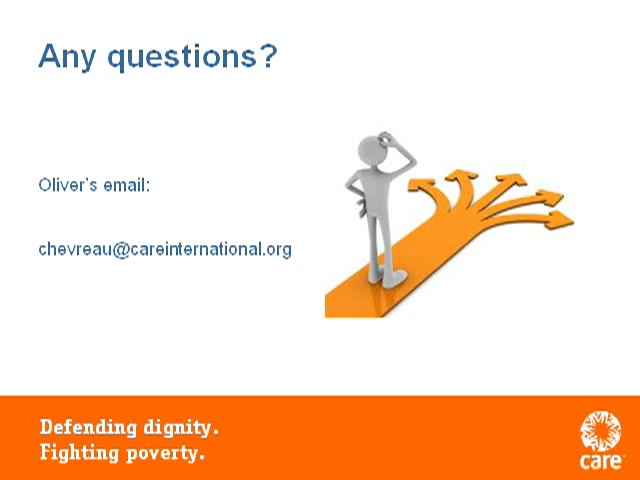 Any questions?
Oliver's email:
chevreau@careinternational.org
Defending dignity.
Fighting poverty.
care